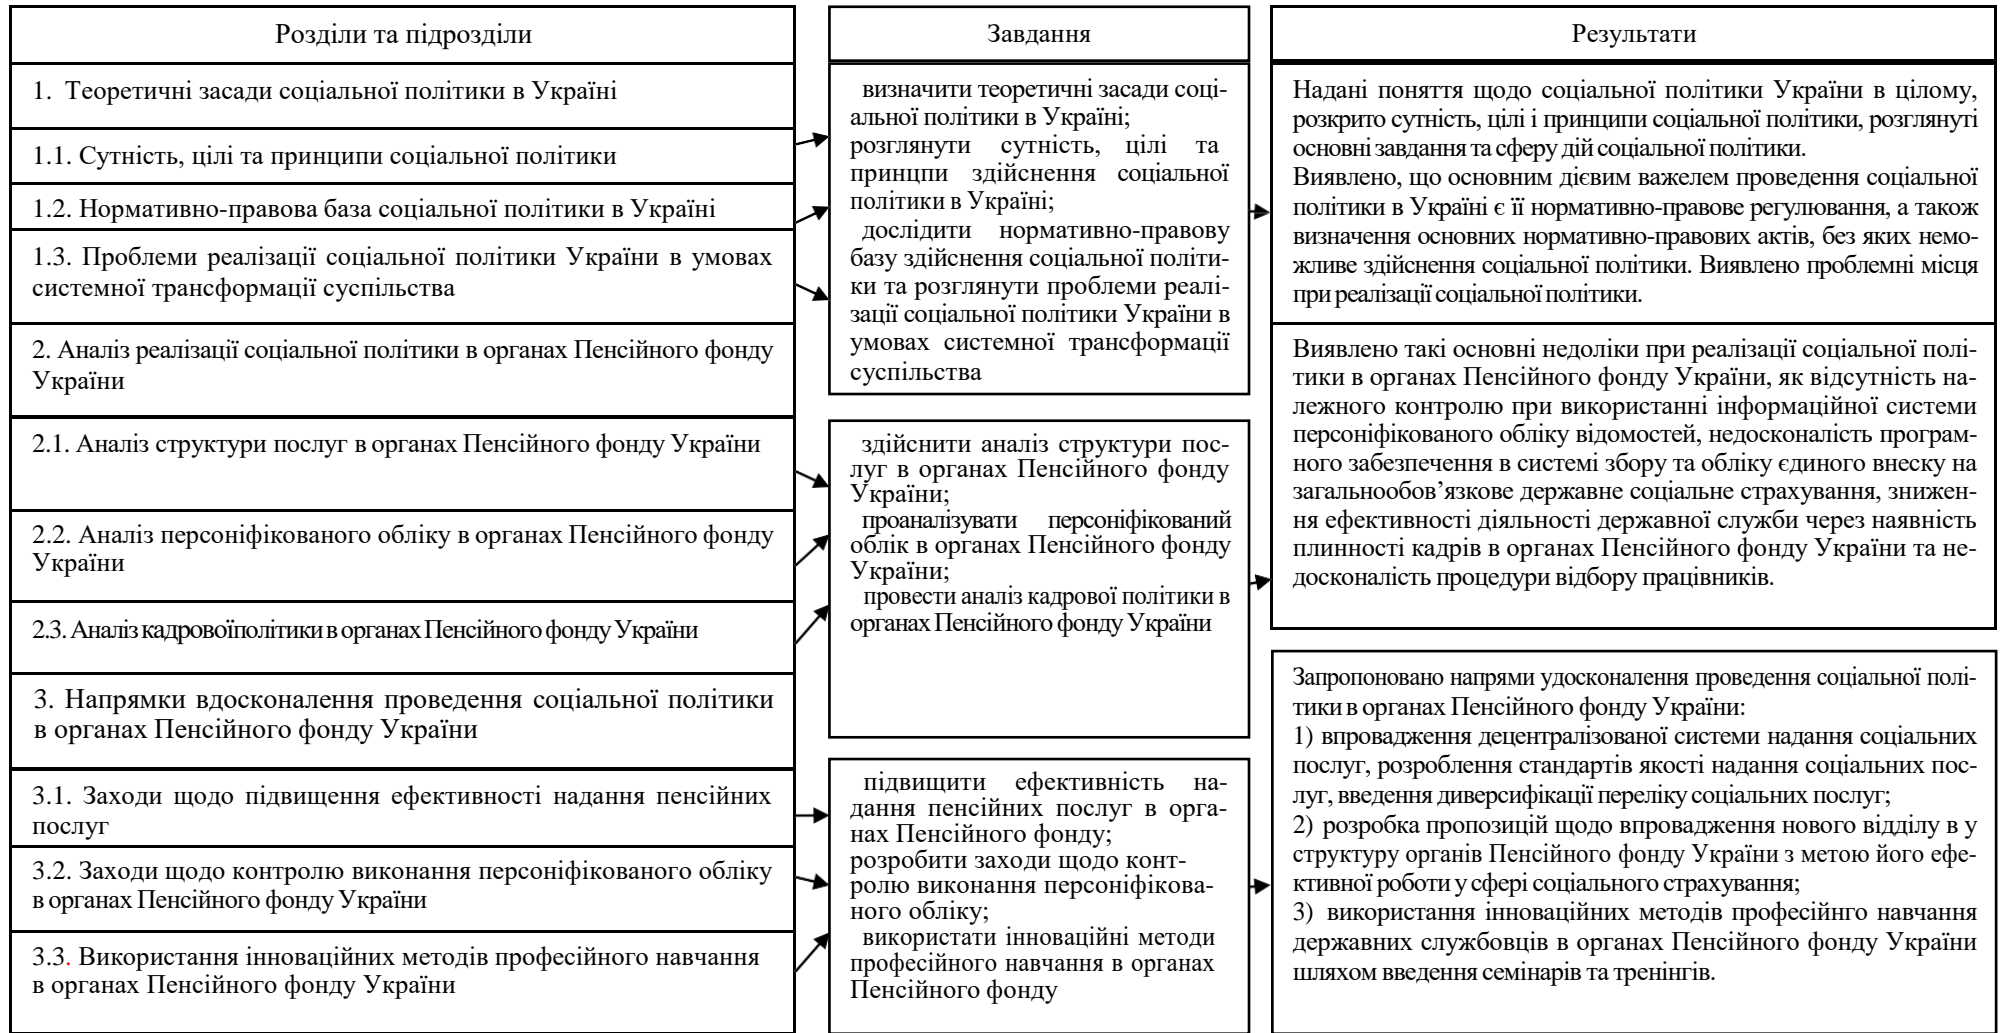 Розділи та підрозділи
1. Теоретичні засади соціальної політики в Україні
1.1. Сутність, цілі та принципи соціальної політики
1.2. Нормативно-правова база соціальної політики в Україні
1.3. Проблеми реалізації соціальної політики України в умовах
системної трансформації суспільства
2. Аналіз реалізації соціальної політики в органах Пенсійного фонду
України
2.1. Аналіз структури послуг в органах Пенсійного фонду України
2.2. Аналіз персоніфікованого обліку в органах Пенсійного фонду
України
2.3. Аналіз кадрової політики в органах Пенсійного фонду України
3. Напрямки вдосконалення проведення соціальної політики
в органах Пенсійного фонду України
3.1. Заходи щодо підвищення ефективності надання пенсійних
послуг
3.2. Заходи щодо контролю виконання персоніфікованого обліку
в органах Пенсійного фонду України
3.3. Використання інноваційних методів професійного навчання
в органах Пенсійного фонду України
Завдання
визначити теоретичні засади соці-
альної політики в Україні;
розглянути сутність, цілі та
принцпи здійснення соціальної
політики в Україні;
дослідити нормативно-правову
базу здійснення соціальної політи-
ки та розглянути проблеми реалі-
зації соціальної політики України в
умовах системної трансформації
суспільства
здійснити аналіз структури пос-
луг в органах Пенсійного фонду
України;
проаналізувати персоніфікований
облік в органах Пенсійного фонду
України;
провести аналіз кадрової політики в
органах Пенсійного фонду України
підвищити ефективність на-
дання пенсійних послуг в орга-
нах Пенсійного фонду;
розробити заходи щодо конт-
ролю виконання персоніфікова-
ного обліку;
використати інноваційні методи
професійного навчання в органах
Пенсійного фонду
Результати
Надані поняття щодо соціальної політики України в цілому,
розкрито сутність, цілі і принципи соціальної політики, розглянуті
основні завдання та сферу дій соціальної політики.
Виявлено, що основним дієвим важелем проведення соціальної
політики в Україні є її нормативно-правове регулювання, а також
визначення основних нормативно-правових актів, без яких немо-
жливе здійснення соціальної політики. Виявлено проблемні місця
при реалізації соціальної політики.
Виявлено такі основні недоліки при реалізації соціальної полі-
тики в органах Пенсійного фонду України, як відсутність на-
лежного контролю при використанні інформаційної системи
персоніфікованого обліку відомостей, недосконалість програм-
ного забезпечення в системі збору та обліку єдиного внеску на
загальнообов’язкове державне соціальне страхування, знижен-
ня ефективності діяльності державної служби через наявність
плинності кадрів в органах Пенсійного фонду України та не-
досконалість процедури відбору працівників.
Запропоновано напрями удосконалення проведення соціальної полі-
тики в органах Пенсійного фонду України:
1) впровадження децентралізованої системи надання соціальних
послуг, розроблення стандартів якості надання соціальних пос-
луг, введення диверсифікації переліку соціальних послуг;
2) розробка пропозицій щодо впровадження нового відділу в у
структуру органів Пенсійного фонду України з метою його ефе-
ктивної роботи у сфері соціального страхування;
3) використання інноваційних методів професійнго навчання
державних службовців в органах Пенсійного фонду України
шляхом введення семінарів та тренінгів.